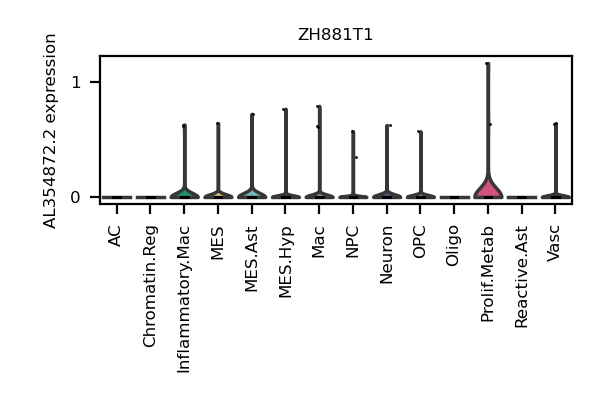 ZH881T1
AL354872.2 expression
1
0
AC
Chromatin.Reg
Inflammatory.Mac
MES
MES.Ast
MES.Hyp
Mac
NPC
Neuron
OPC
Oligo
Prolif.Metab
Reactive.Ast
Vasc